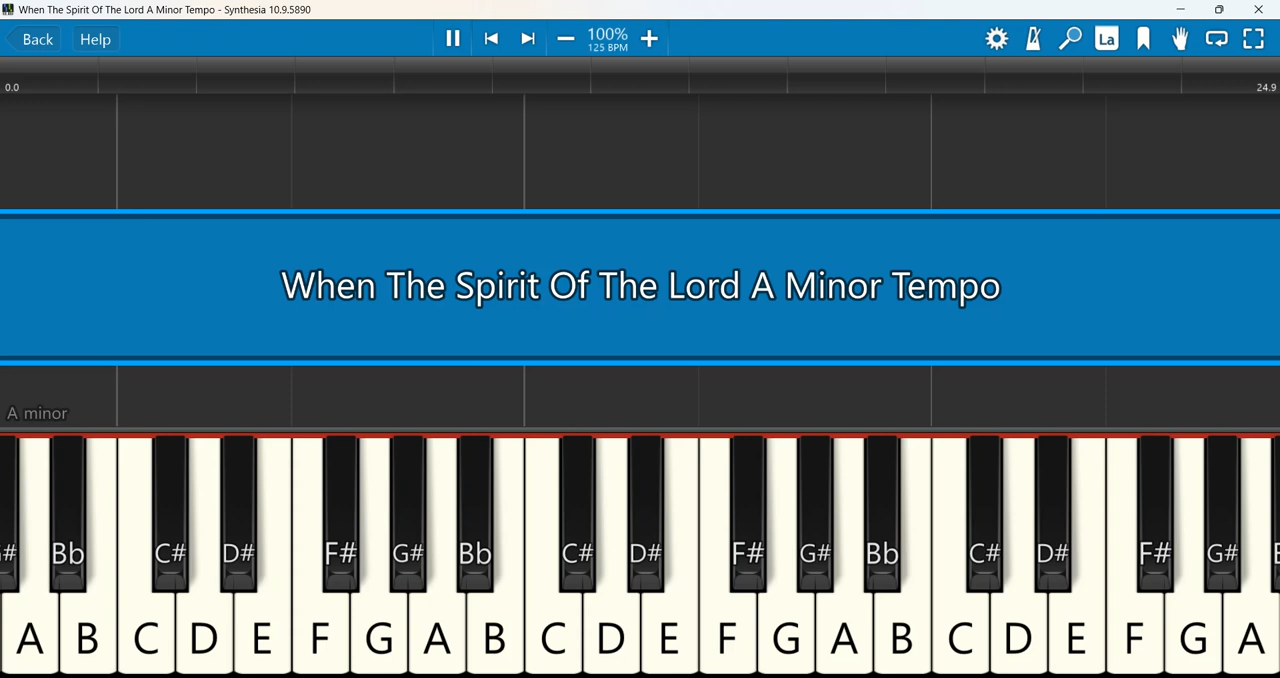 When The Spirit Of The Lord A Minor Tempo - Synthesia 10.9.5890
Back Help 100% La
125 BPM
0.0 24.9
When The Spirit Of The Lord A Minor Tempo
A minor
G# Bb C# D# F# G# Bb C# D# F# G# Bb C# D# F# G#
A B C D E F G A B C D E F G A B C D E F G A